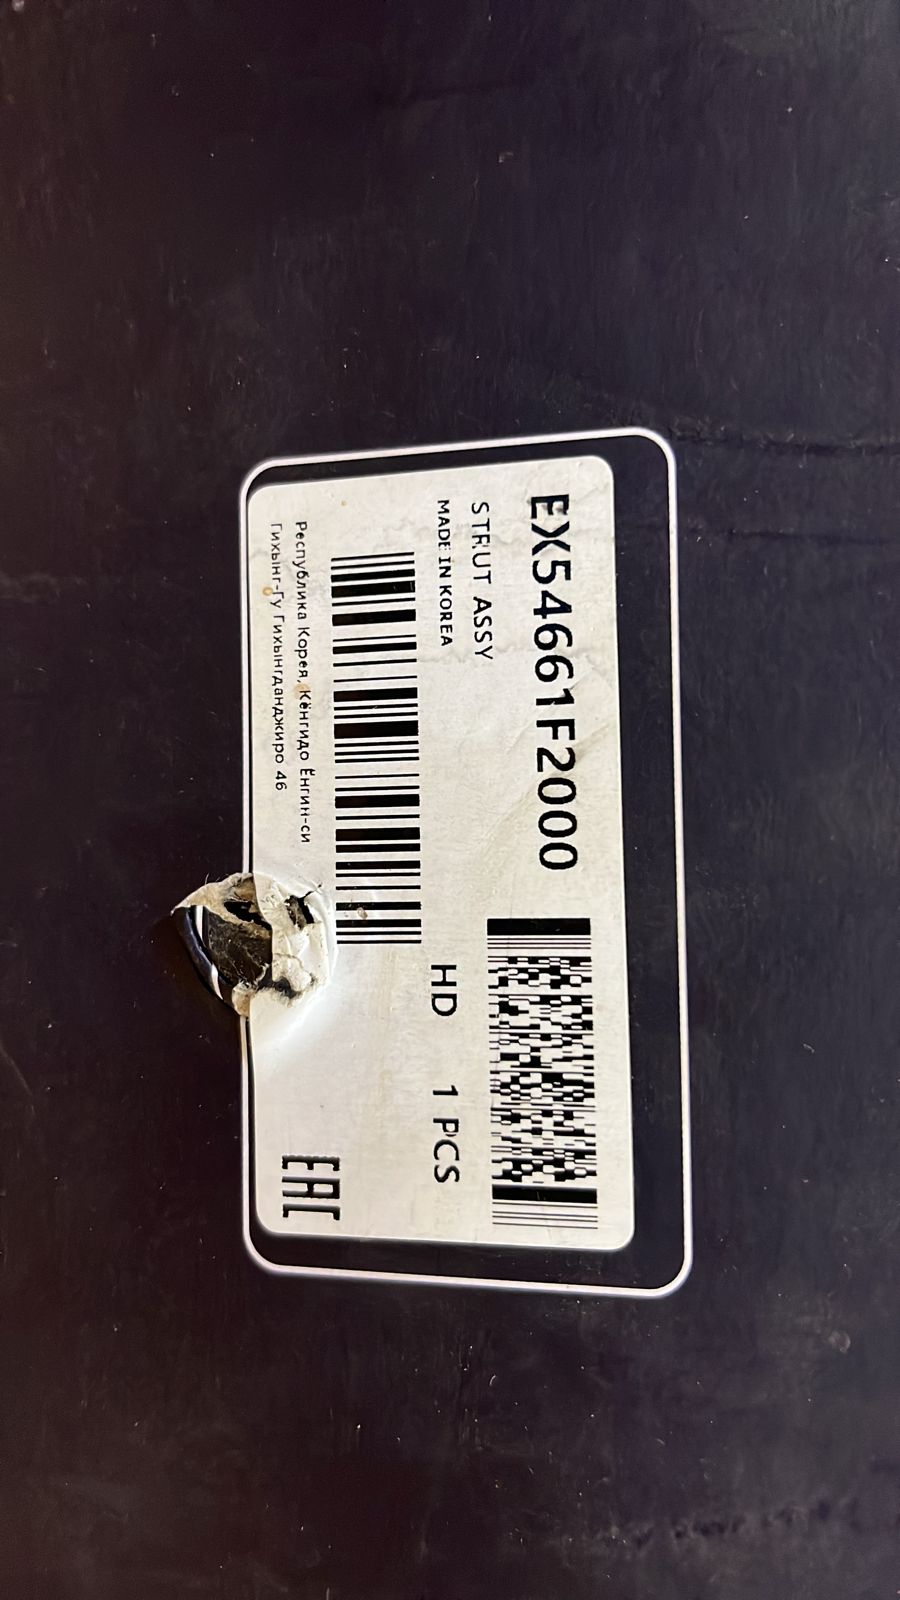 EX54661F2000
STRUT ASSY
MADE IN KOREA
HD 1 PCS
Республика Корея, Кёнгидо Ёнгин-си
Гихынг-Гу Гихынгданджиро 46
EAC